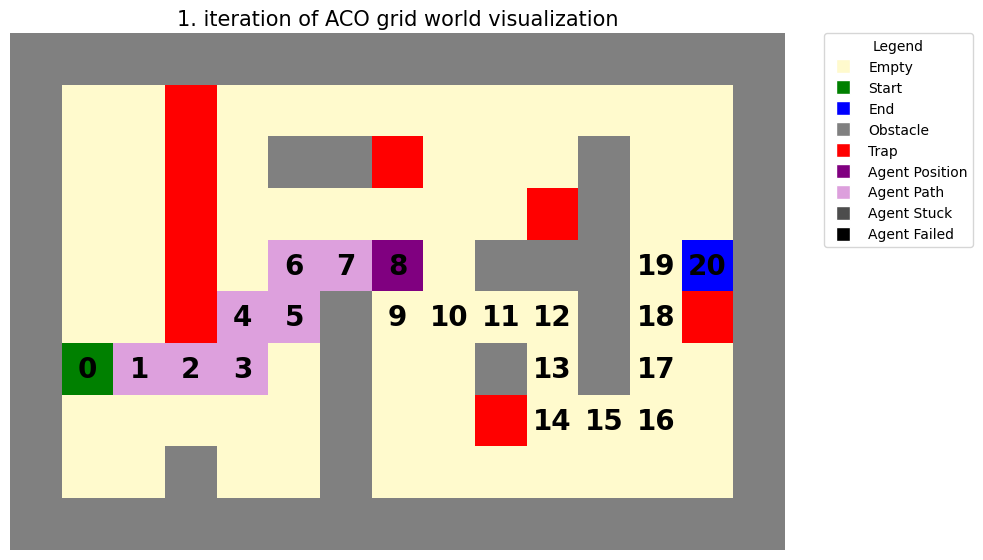 1. iteration of ACO grid world visualization
Legend
Empty
Start
End
Obstacle
Trap
Agent Position
Agent Path
Agent Stuck
Agent Failed
6 7 8 19 20
4 5 9 10 11 12 18
0 1 2 3 13 17
14 15 16